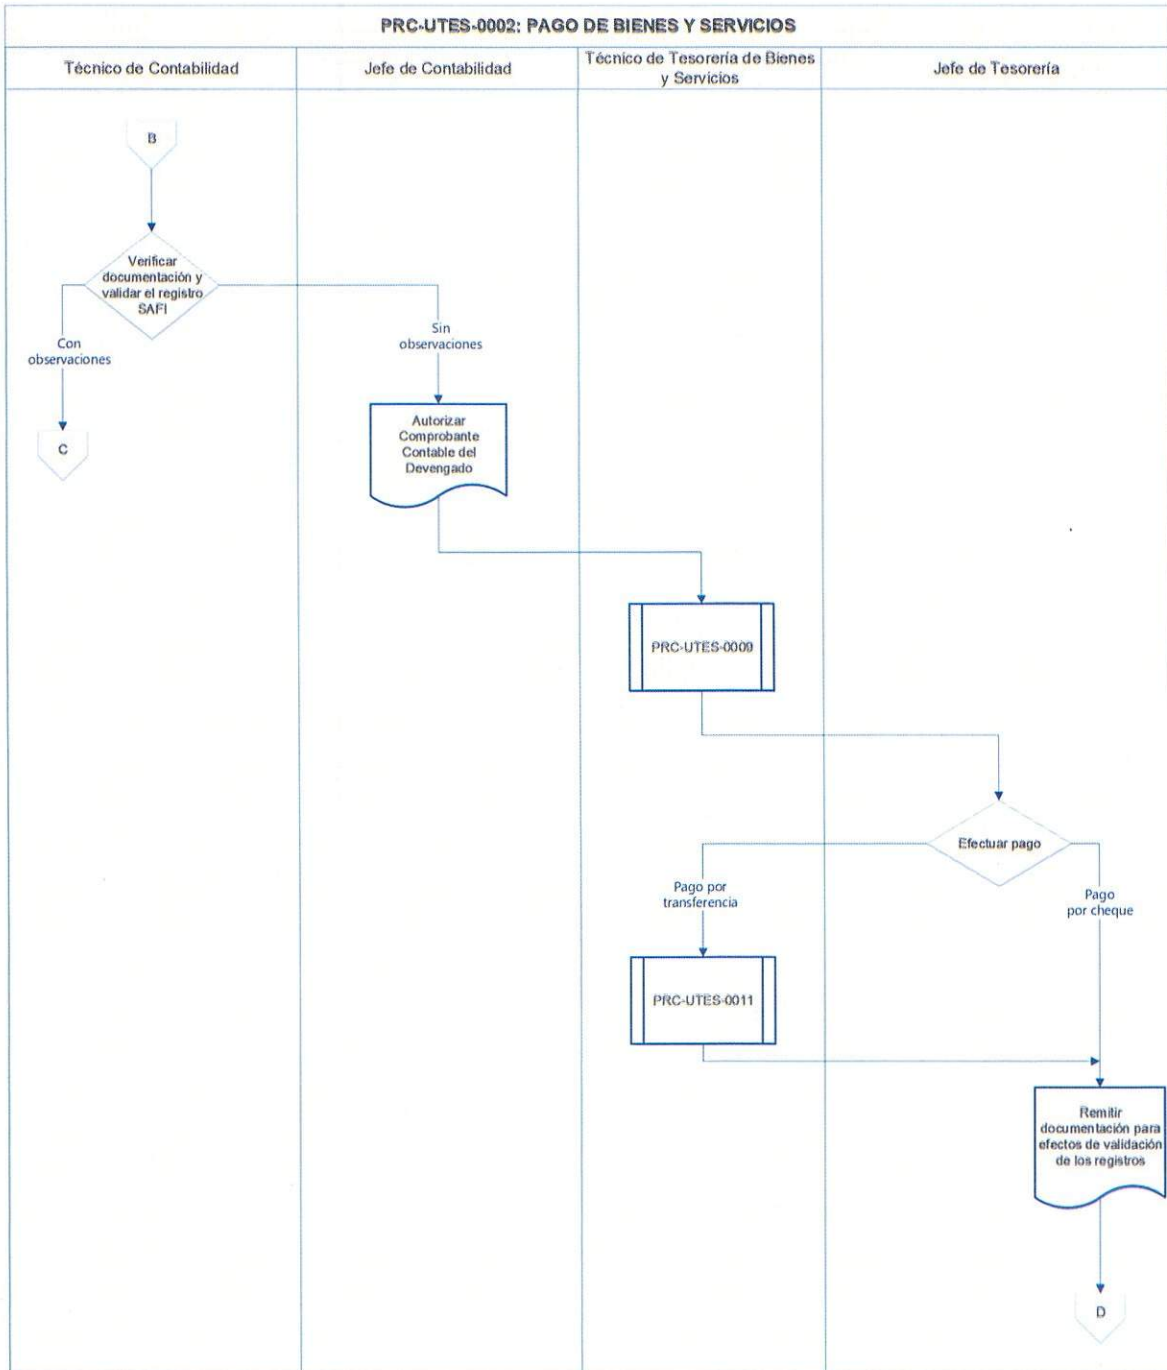 PRC-UTES-0002: PAGO DE BIENES Y SERVICIOS
Técnico de Contabilidad
Jefe de Contabilidad
Técnico de Tesorería de Bienes
y Servicios
Jefe de Tesorería
B
Verificar
documentación y
validar el registro
SAFI
Con
observaciones
Sin
observaciones
C
Autorizar
Comprobante
Contable del
Devengado
PRC-UTES-0009
Efectuar pago
Pago por
transferencia
Pago
por cheque
PRC-UTES-0011
Remitir
documentación para
efectos de validación
de los registros
D